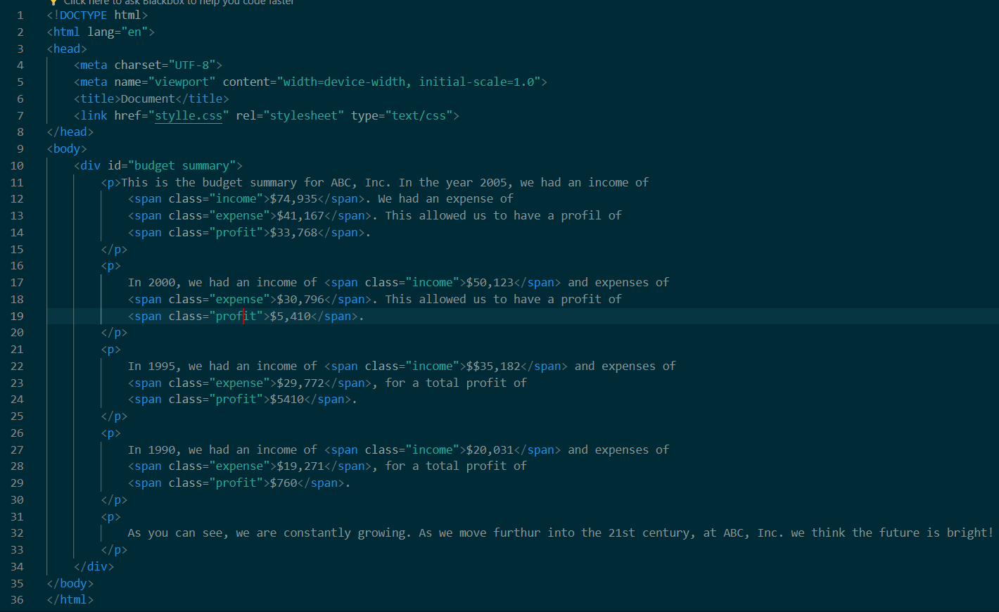 Click here to ask Blackbox to help you code faster
1 <!DOCTYPE html>
2 <html lang="en">
3 <head>
4 <meta charset="UTF-8">
5 <meta name="viewport" content="width=device-width, initial-scale=1.0">
6 <title>Document</title>
7 <link href="stylle.css" rel="stylesheet" type="text/css">
8 </head>
9 <body>
10 <div id="budget summary">
11 <p>This is the budget summary for ABC, Inc. In the year 2005, we had an income of
12 <span class="income">$74,935</span>. We had an expense of
13 <span class="expense">$41,167</span>. This allowed us to have a profil of
14 <span class="profit">$33,768</span>.
15 </p>
16 <p>
17 In 2000, we had an income of <span class="income">$50,123</span> and expenses of
18 <span class="expense">$30,796</span>. This allowed us to have a profit of
19 <span class="profit">$5,410</span>.
20 </p>
21 <p>
22 In 1995, we had an income of <span class="income">$$35,182</span> and expenses of
23 <span class="expense">$29,772</span>, for a total profit of
24 <span class="profit">$5410</span>.
25 </p>
26 <p>
27 In 1990, we had an income of <span class="income">$20,031</span> and expenses of
28 <span class="expense">$19,271</span>, for a total profit of
29 <span class="profit">$760</span>.
30 </p>
31 <p>
32 As you can see, we are constantly growing. As we move furthur into the 21st century, at ABC, Inc. we think the future is bright!
33 </p>
34 </div>
35 </body>
36 </html>